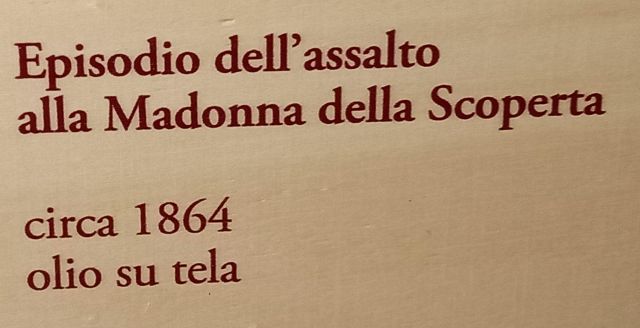 Episodio dell’assalto
alla Madonna della Scoperta
circa 1864
olio su tela